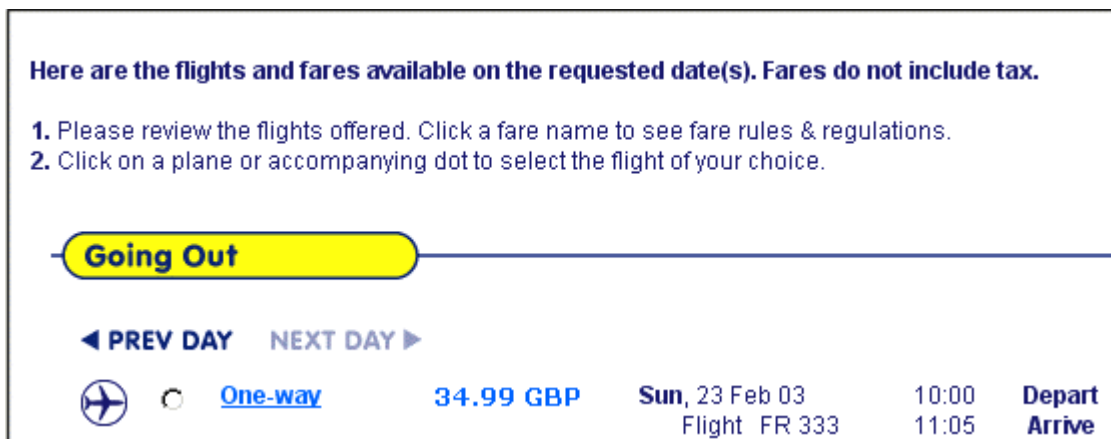 Here are the flights and fares available on the requested date(s). Fares do not include tax.
1. Please review the flights offered. Click a fare name to see fare rules & regulations.
2. Click on a plane or accompanying dot to select the flight of your choice.
Going Out
PREV DAY NEXT DAY
One-way 34.99 GBP Sun, 23 Feb 03 10:00 Depart
Flight FR 333 11:05 Arrive